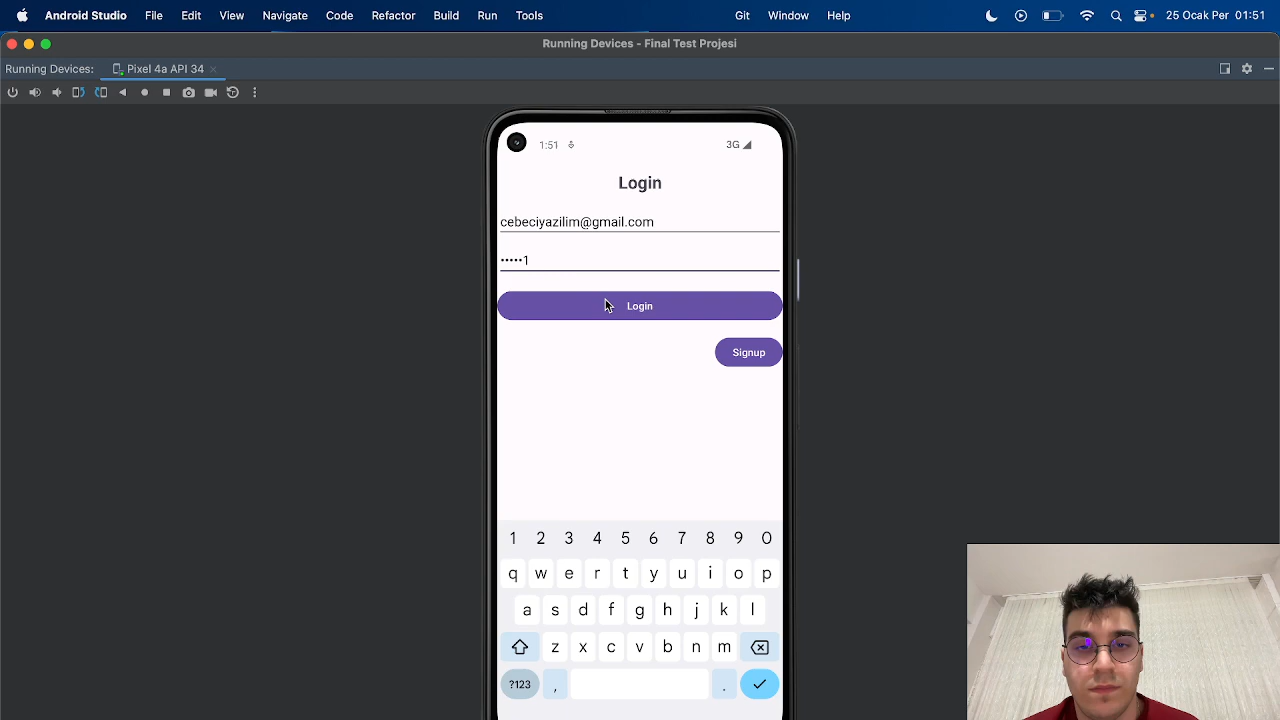 Android Studio File Edit View Navigate Code Refactor Build Run Tools Git Window Help 25 Ocak Per 01:51
Running Devices - Final Test Projesi
Running Devices: Pixel 4a API 34
1:51 3G
Login
cebeciyazilim@gmail.com
•••••1
Login
Signup
1 2 3 4 5 6 7 8 9 0
q w e r t y u i o p
a s d f g h j k l
z x c v b n m
?123 , .